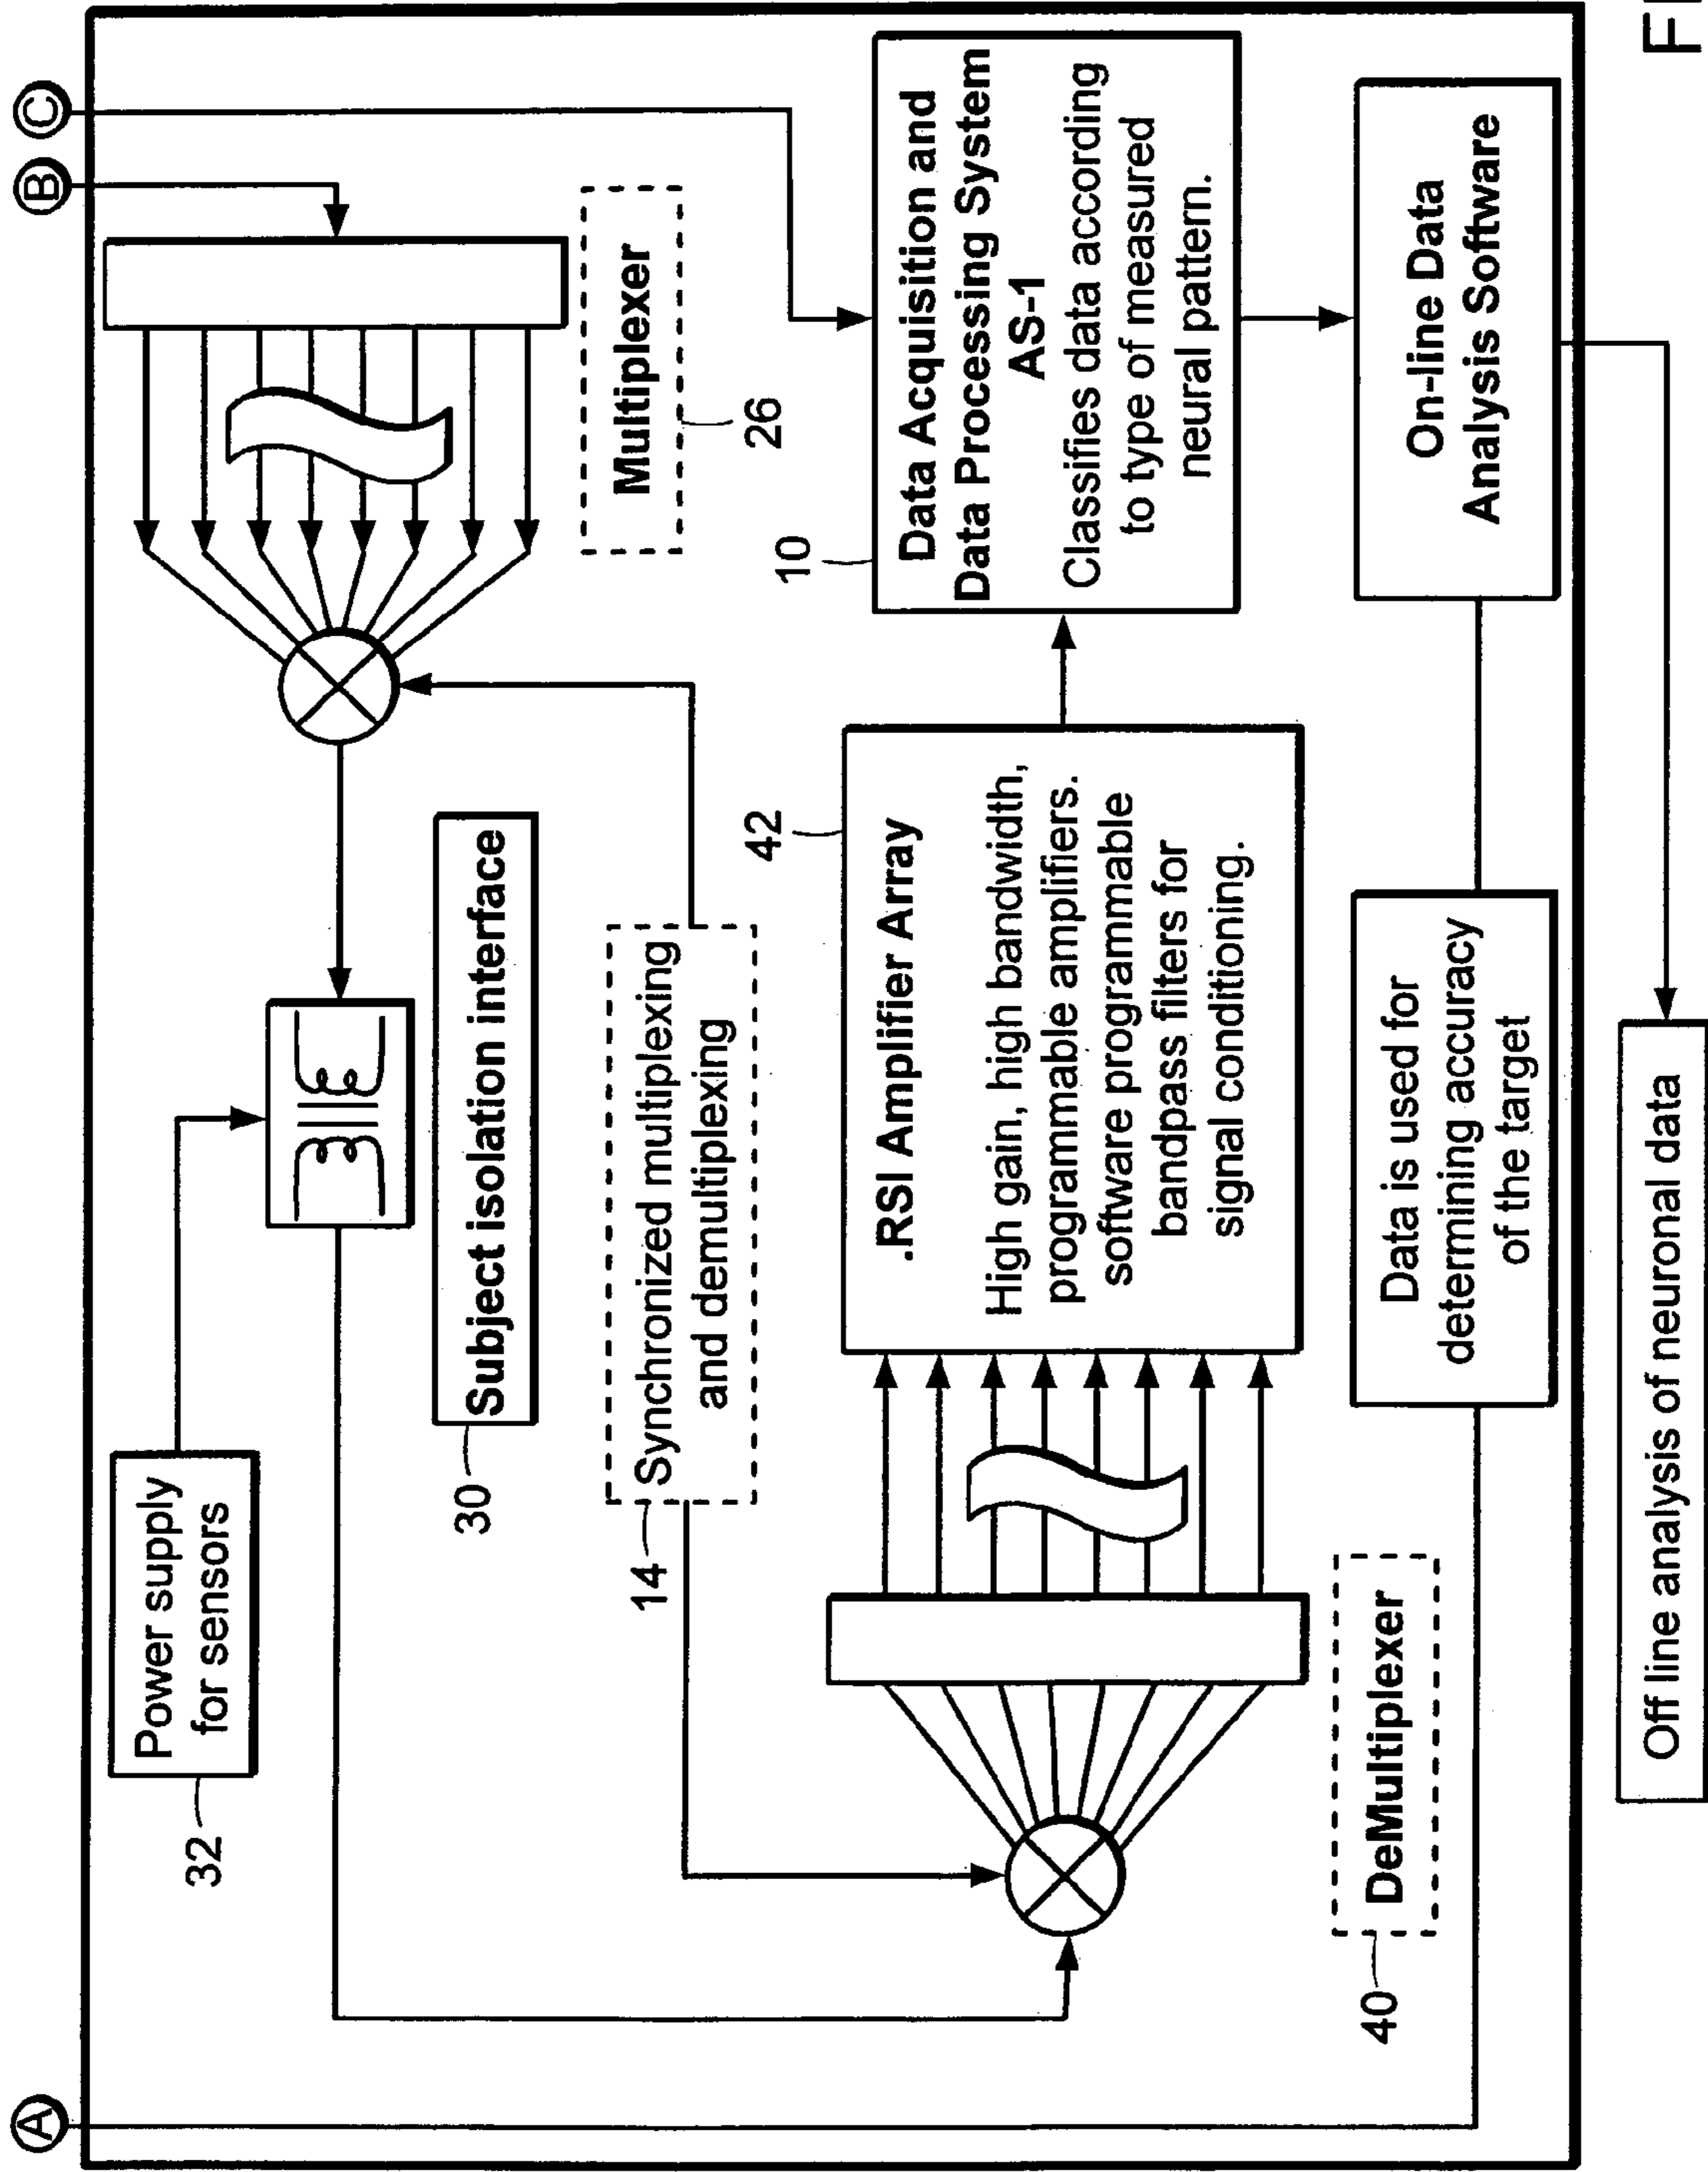 A
B
C
32
Power supply
for sensors
30
Subject isolation interface
Multiplexer
26
14
Synchronized multiplexing
and demultiplexing
40
DeMultiplexer
42
.RSI Amplifier Array
High gain, high bandwidth,
programmable amplifiers.
software programmable
bandpass filters for
signal conditioning.
10
Data Acquisition and
Data Processing System
AS-1
Classifies data according
to type of measured
neural pattern.
Data is used for
determining accuracy
of the target
On-line Data
Analysis Software
Off line analysis of neuronal data